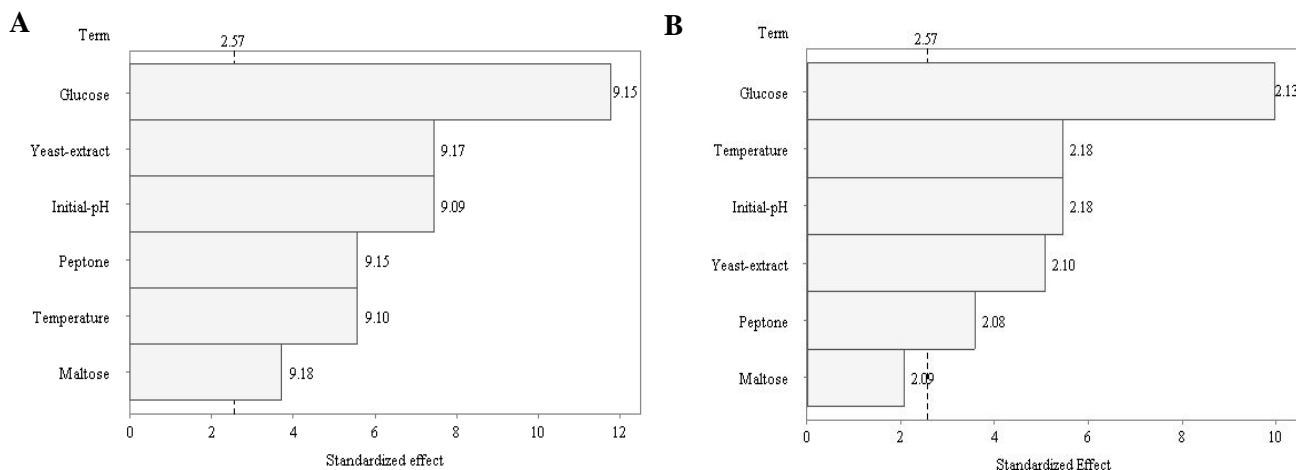 A
Term
2.57
Glucose
9.15
Yeast-extract
9.17
Initial-pH
9.09
Peptone
9.15
Temperature
9.10
Maltose
9.18
0 2 4 6 8 10 12
Standardized effect
B
Term
2.57
Glucose
2.13
Temperature
2.18
Initial-pH
2.18
Yeast-extract
2.10
Peptone
2.08
Maltose
2.09
0 2 4 6 8 10
Standardized Effect